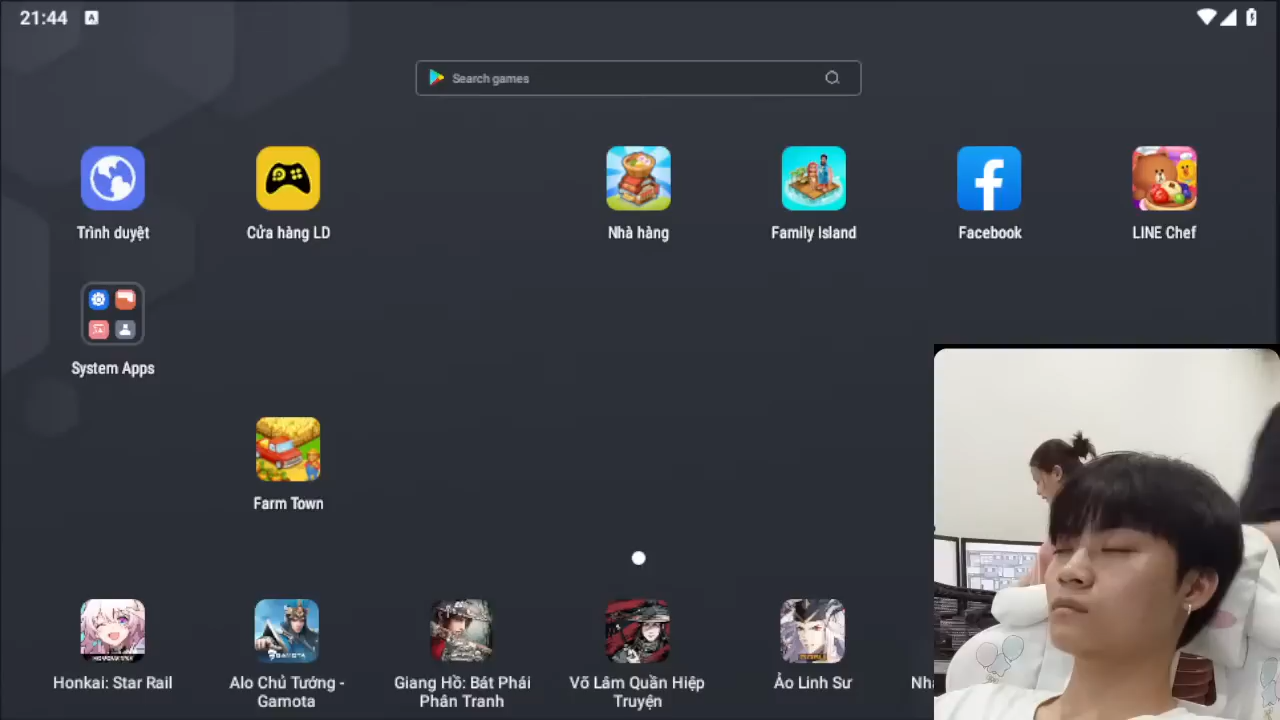 21:44
Search games
Trình duyệt
Cửa hàng LD
Nhà hàng
Family Island
Facebook
LINE Chef
System Apps
Farm Town
Honkai: Star Rail
Alo Chủ Tướng -
Gamota
Giang Hồ: Bát Phái
Phân Tranh
Võ Lâm Quần Hiệp
Truyện
Ảo Linh Sư